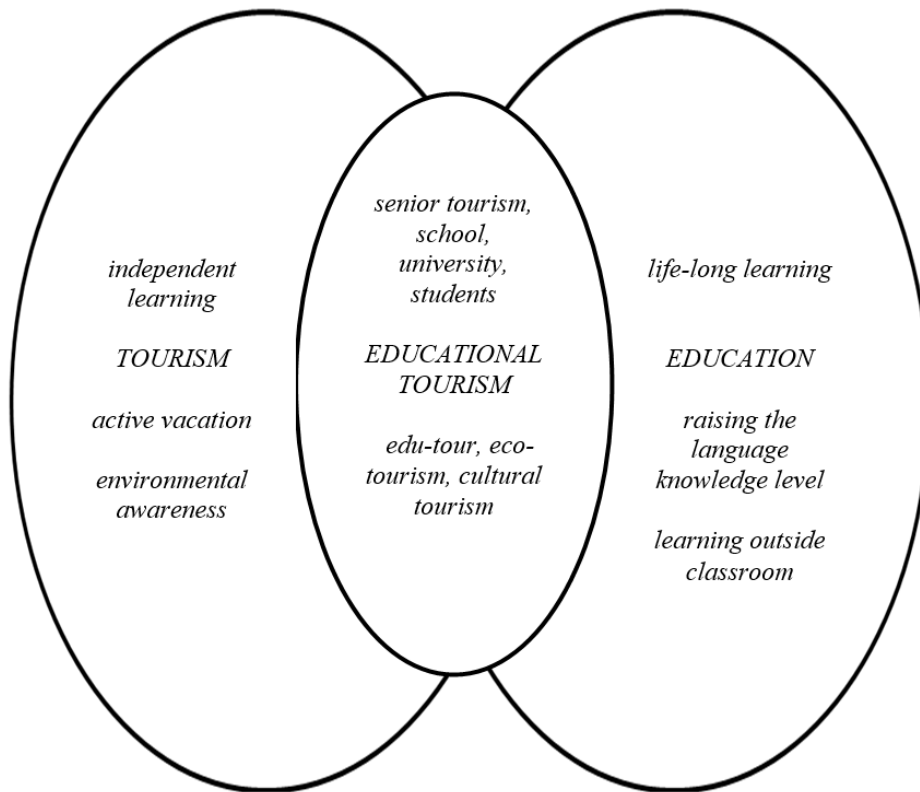 independent
learning
TOURISM
active vacation
environmental
awareness
senior tourism,
school,
university,
students
EDUCATIONAL
TOURISM
edu-tour, eco-
tourism, cultural
tourism
life-long learning
EDUCATION
raising the
language
knowledge level
learning outside
classroom